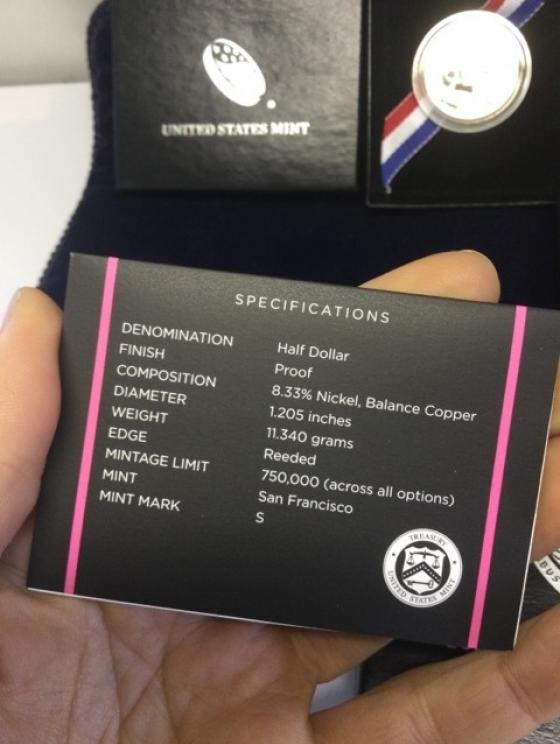 UNITED STATES MINT
SPECIFICATIONS
DENOMINATION Half Dollar
FINISH Proof
COMPOSITION 8.33% Nickel, Balance Copper
DIAMETER 1.205 inches
WEIGHT 11.340 grams
EDGE Reeded
MINTAGE LIMIT 750,000 (across all options)
MINT San Francisco
MINT MARK S
TREASURY
UNITED STATES MINT
BUS